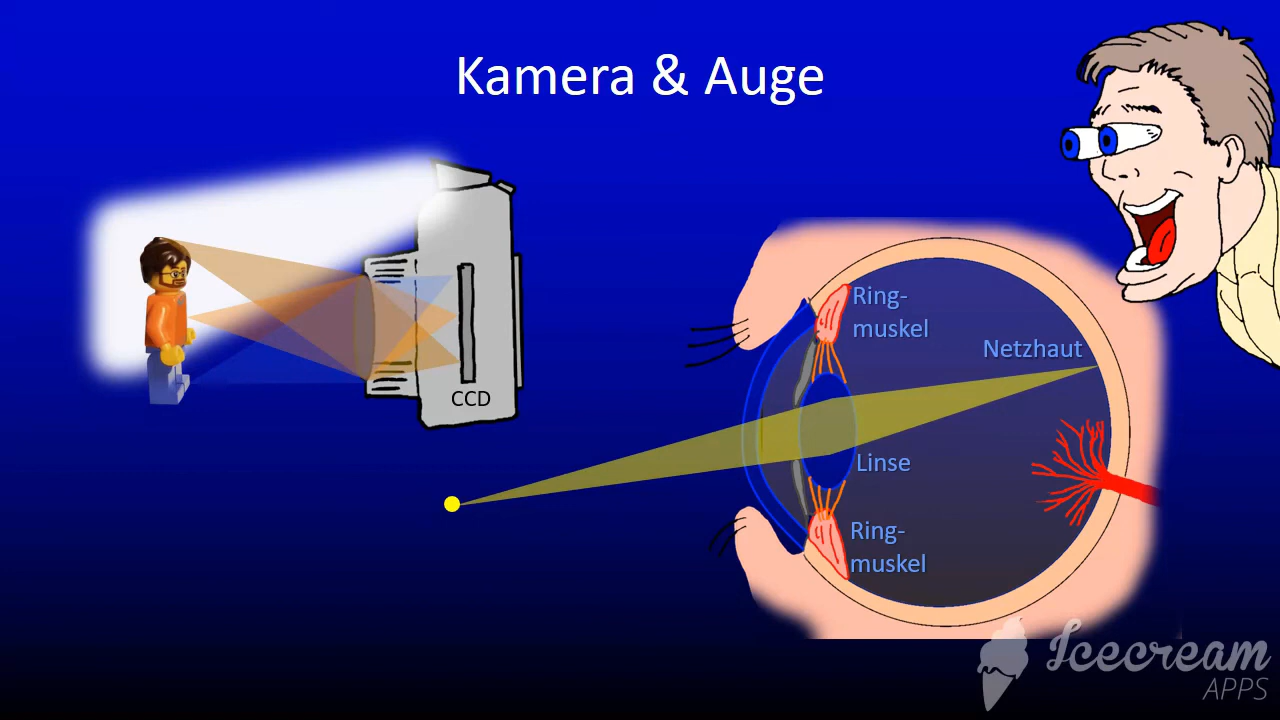 Kamera & Auge
Ring-
muskel
Netzhaut
CCD
Linse
Ring-
muskel
Icecream
APPS